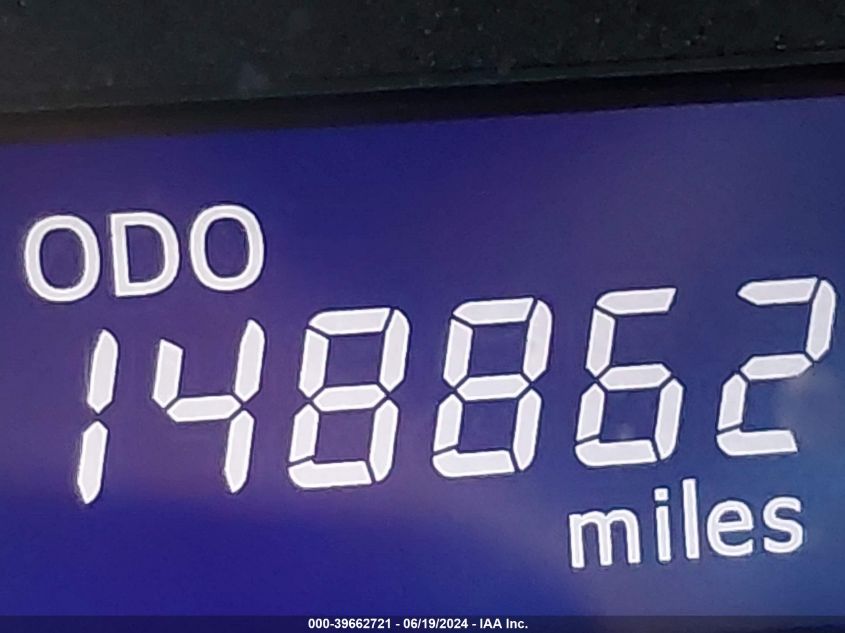 ODO
148862
miles
000-39662721 - 06/19/2024 - IAA Inc.